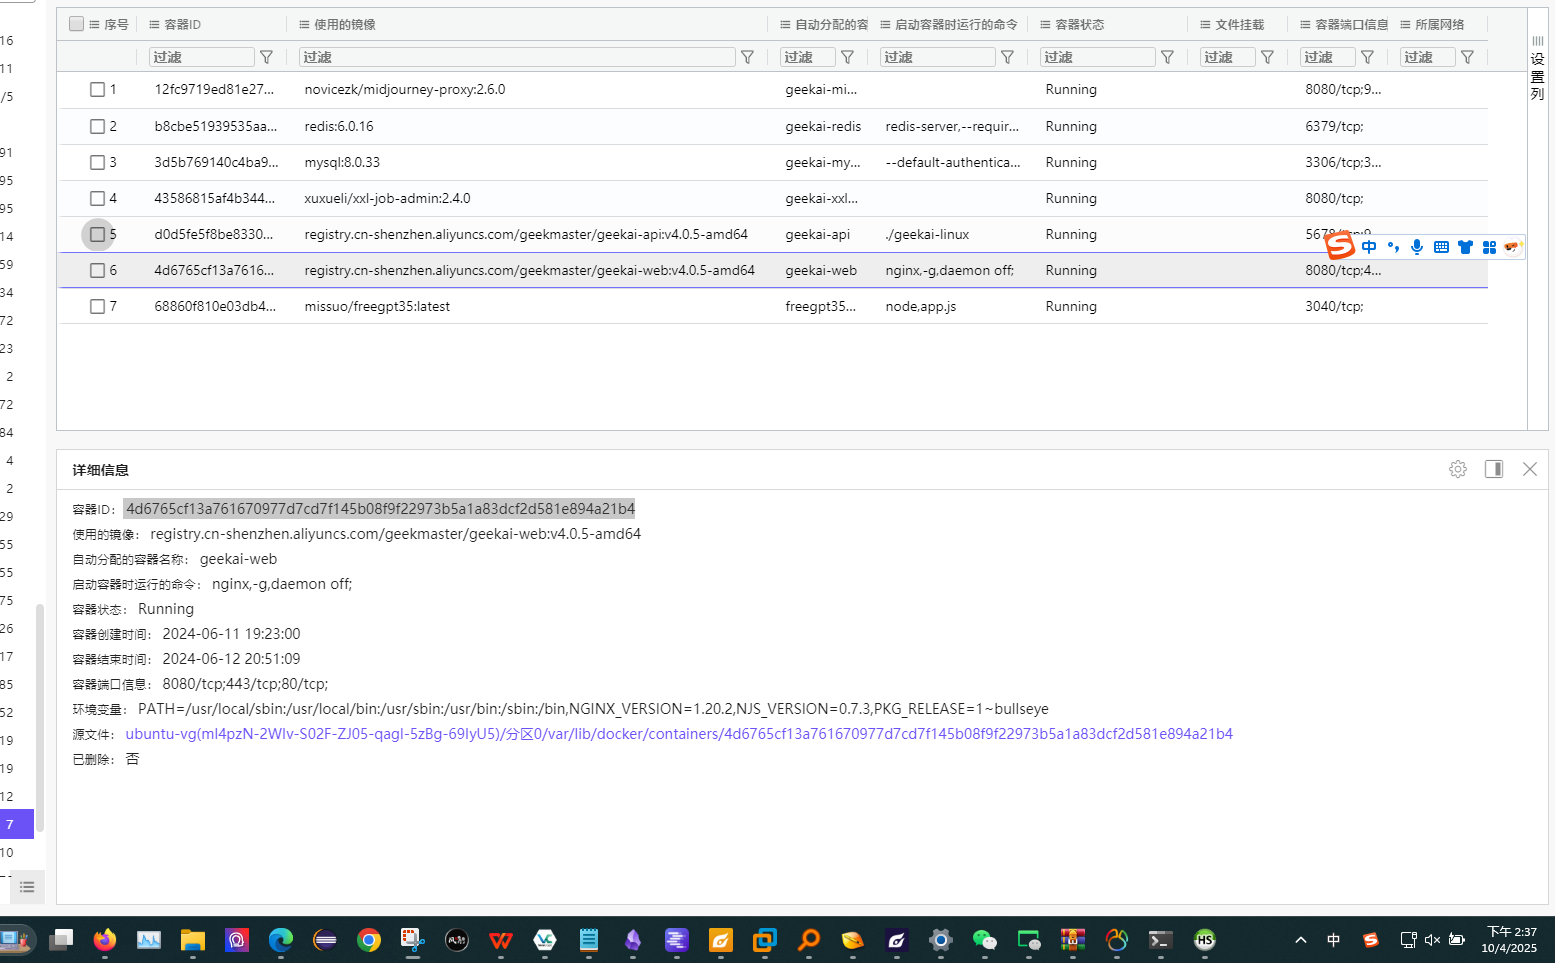 序号 容器ID 使用的镜像 自动分配的容 启动容器时运行的命令 容器状态 文件挂载 容器端口信息 所属网络
过滤 过滤 过滤 过滤 过滤 过滤 过滤 过滤
1 12fc9719ed81e27... novicezk/midjourney-proxy:2.6.0 geekai-mi... Running 8080/tcp;9...
2 b8cbe51939535aa... redis:6.0.16 geekai-redis redis-server,--requir... Running 6379/tcp;
3 3d5b769140c4ba9... mysql:8.0.33 geekai-my... --default-authentica... Running 3306/tcp;3...
4 43586815af4b344... xuxueli/xxl-job-admin:2.4.0 geekai-xxl... Running 8080/tcp;
5 d0d5fe5f8be8330... registry.cn-shenzhen.aliyuncs.com/geekmaster/geekai-api:v4.0.5-amd64 geekai-api ./geekai-linux Running
中
6 4d6765cf13a7616... registry.cn-shenzhen.aliyuncs.com/geekmaster/geekai-web:v4.0.5-amd64 geekai-web nginx,-g,daemon off; Running 8080/tcp;4...
7 68860f810e03db4... missuo/freegpt35:latest freegpt35... node,app.js Running 3040/tcp;
设置列
16
11
/5
91
95
95
14
59
34
72
23
2
72
84
4
2
29
55
55
75
26
17
85
52
19
19
12
7
10
详细信息
容器ID: 4d6765cf13a761670977d7cd7f145b08f9f22973b5a1a83dcf2d581e894a21b4
使用的镜像: registry.cn-shenzhen.aliyuncs.com/geekmaster/geekai-web:v4.0.5-amd64
自动分配的容器名称: geekai-web
启动容器时运行的命令: nginx,-g,daemon off;
容器状态: Running
容器创建时间: 2024-06-11 19:23:00
容器结束时间: 2024-06-12 20:51:09
容器端口信息: 8080/tcp;443/tcp;80/tcp;
环境变量: PATH=/usr/local/sbin:/usr/local/bin:/usr/sbin:/usr/bin:/sbin:/bin,NGINX_VERSION=1.20.2,NJS_VERSION=0.7.3,PKG_RELEASE=1~bullseye
源文件: ubuntu-vg(ml4pzN-2WIv-S02F-ZJ05-qagl-5zBg-69IyU5)/分区0/var/lib/docker/containers/4d6765cf13a761670977d7cd7f145b08f9f22973b5a1a83dcf2d581e894a21b4
已删除: 否
HS
中
下午 2:37
10/4/2025